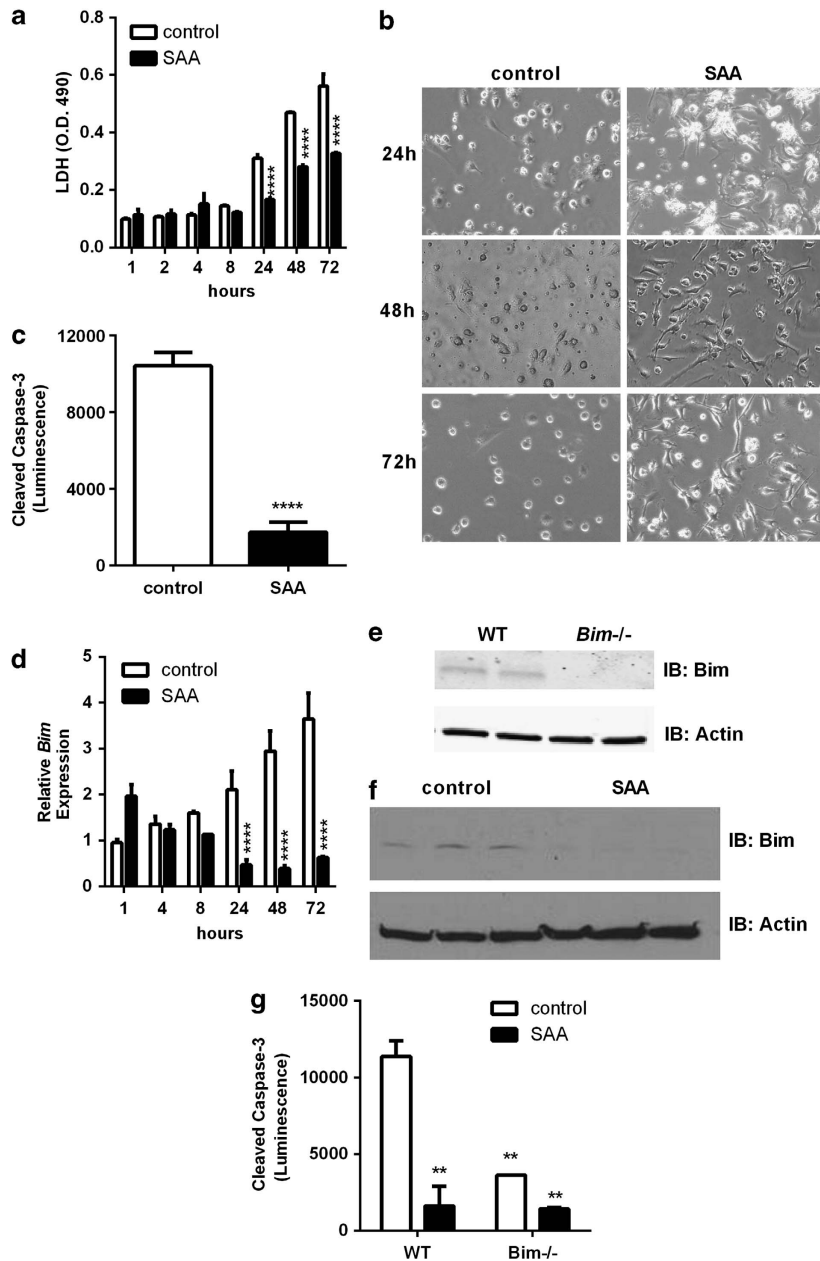 a
control
SAA
LDH (O.D. 490)
0.8
0.6
0.4
0.2
0.0
****
****
****
1 2 4 8 24 48 72
hours
b
control SAA
24h
48h
72h
c
Cleaved Caspase-3
(Luminescence)
12000
8000
4000
0
****
control SAA
d
control
SAA
Relative Bim
Expression
5
4
3
2
1
0
****
****
****
1 4 8 24 48 72
hours
e
WT Bim-/-
IB: Bim
IB: Actin
f
control SAA
IB: Bim
IB: Actin
g
control
SAA
Cleaved Caspase-3
(Luminescence)
15000
10000
5000
0
**
**
**
WT Bim-/-